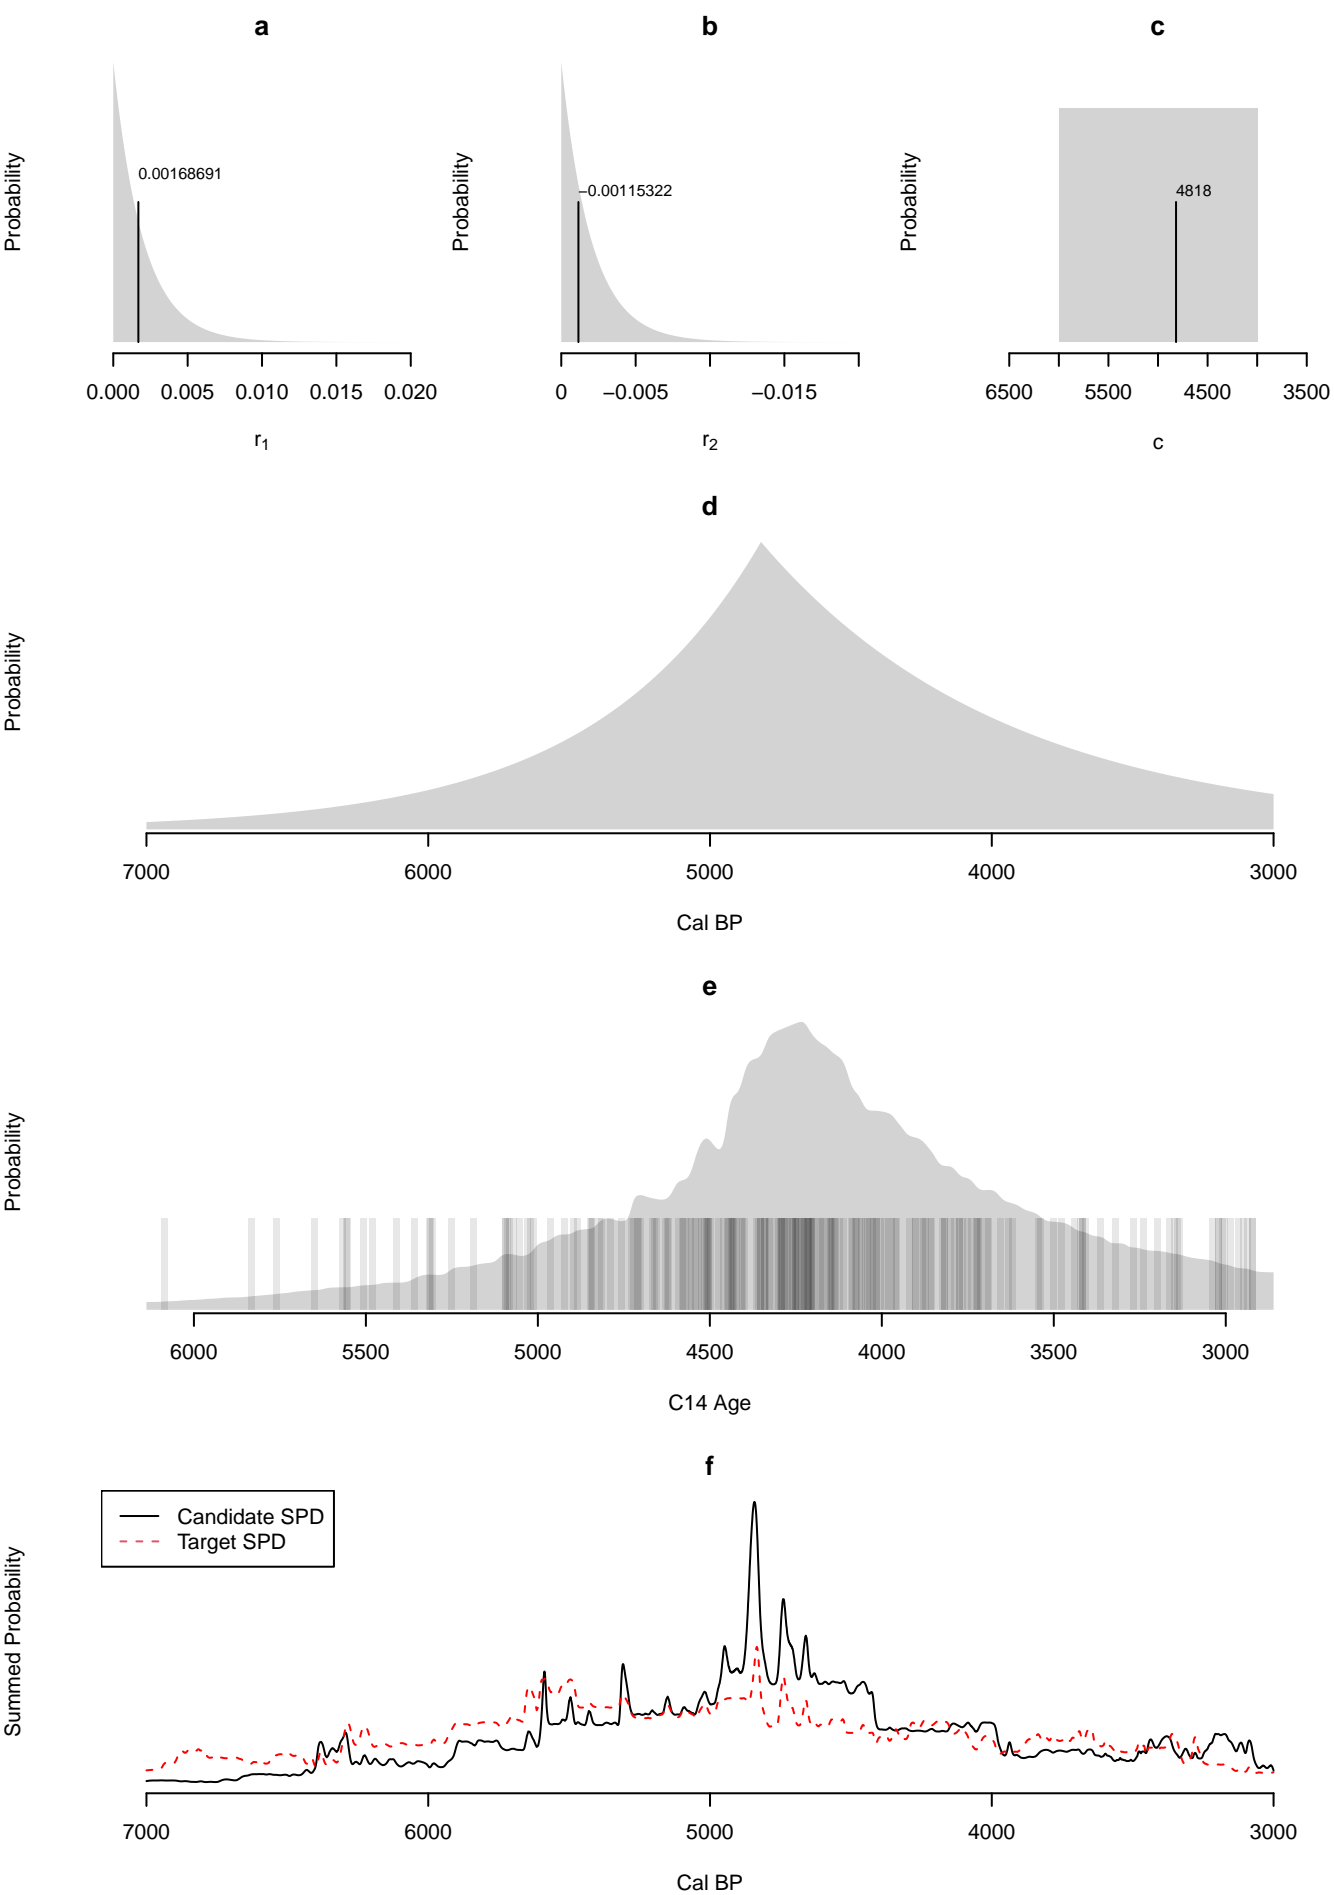 a
Probability
0.00168691
0.000 0.005 0.010 0.015 0.020
r₁
b
Probability
−0.00115322
0 −0.005 −0.015
r₂
c
Probability
4818
6500 5500 4500 3500
c
d
Probability
7000 6000 5000 4000 3000
Cal BP
e
Probability
6000 5500 5000 4500 4000 3500 3000
C14 Age
f
Candidate SPD
Target SPD
Summed Probability
7000 6000 5000 4000 3000
Cal BP